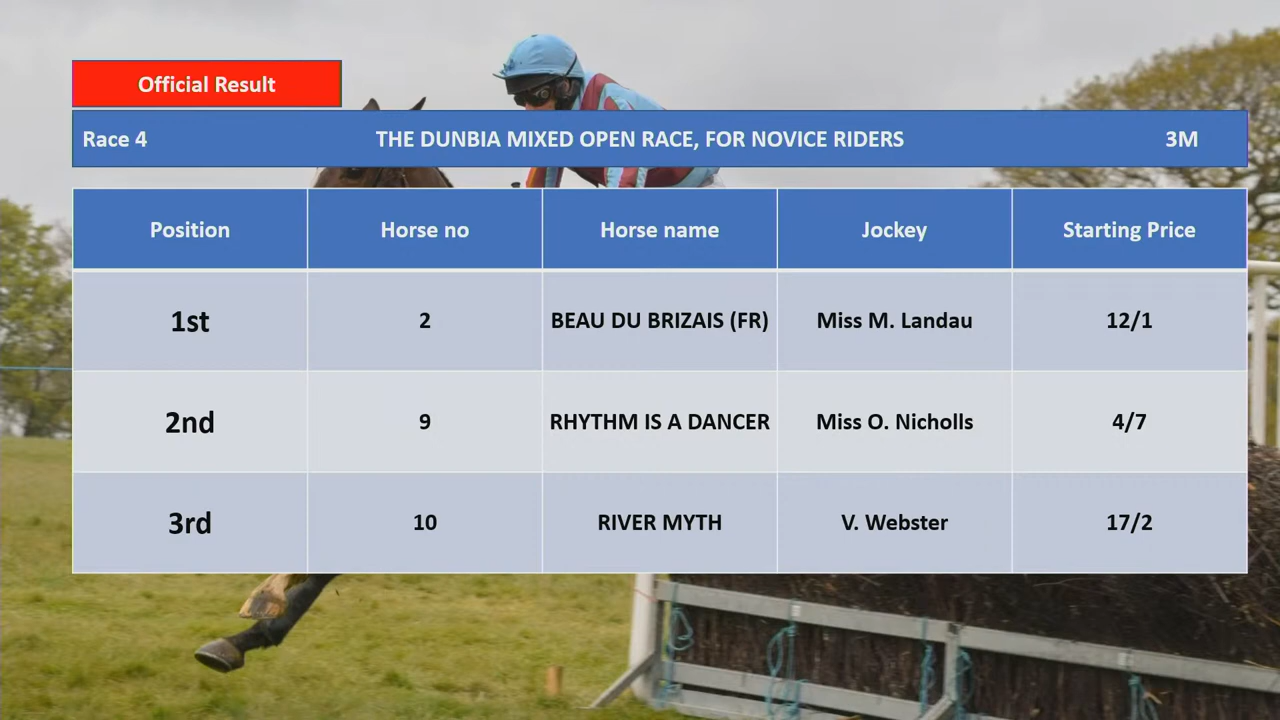 Official Result
Race 4 THE DUNBIA MIXED OPEN RACE, FOR NOVICE RIDERS 3M
Position Horse no Horse name Jockey Starting Price
1st 2 BEAU DU BRIZAIS (FR) Miss M. Landau 12/1
2nd 9 RHYTHM IS A DANCER Miss O. Nicholls 4/7
3rd 10 RIVER MYTH V. Webster 17/2